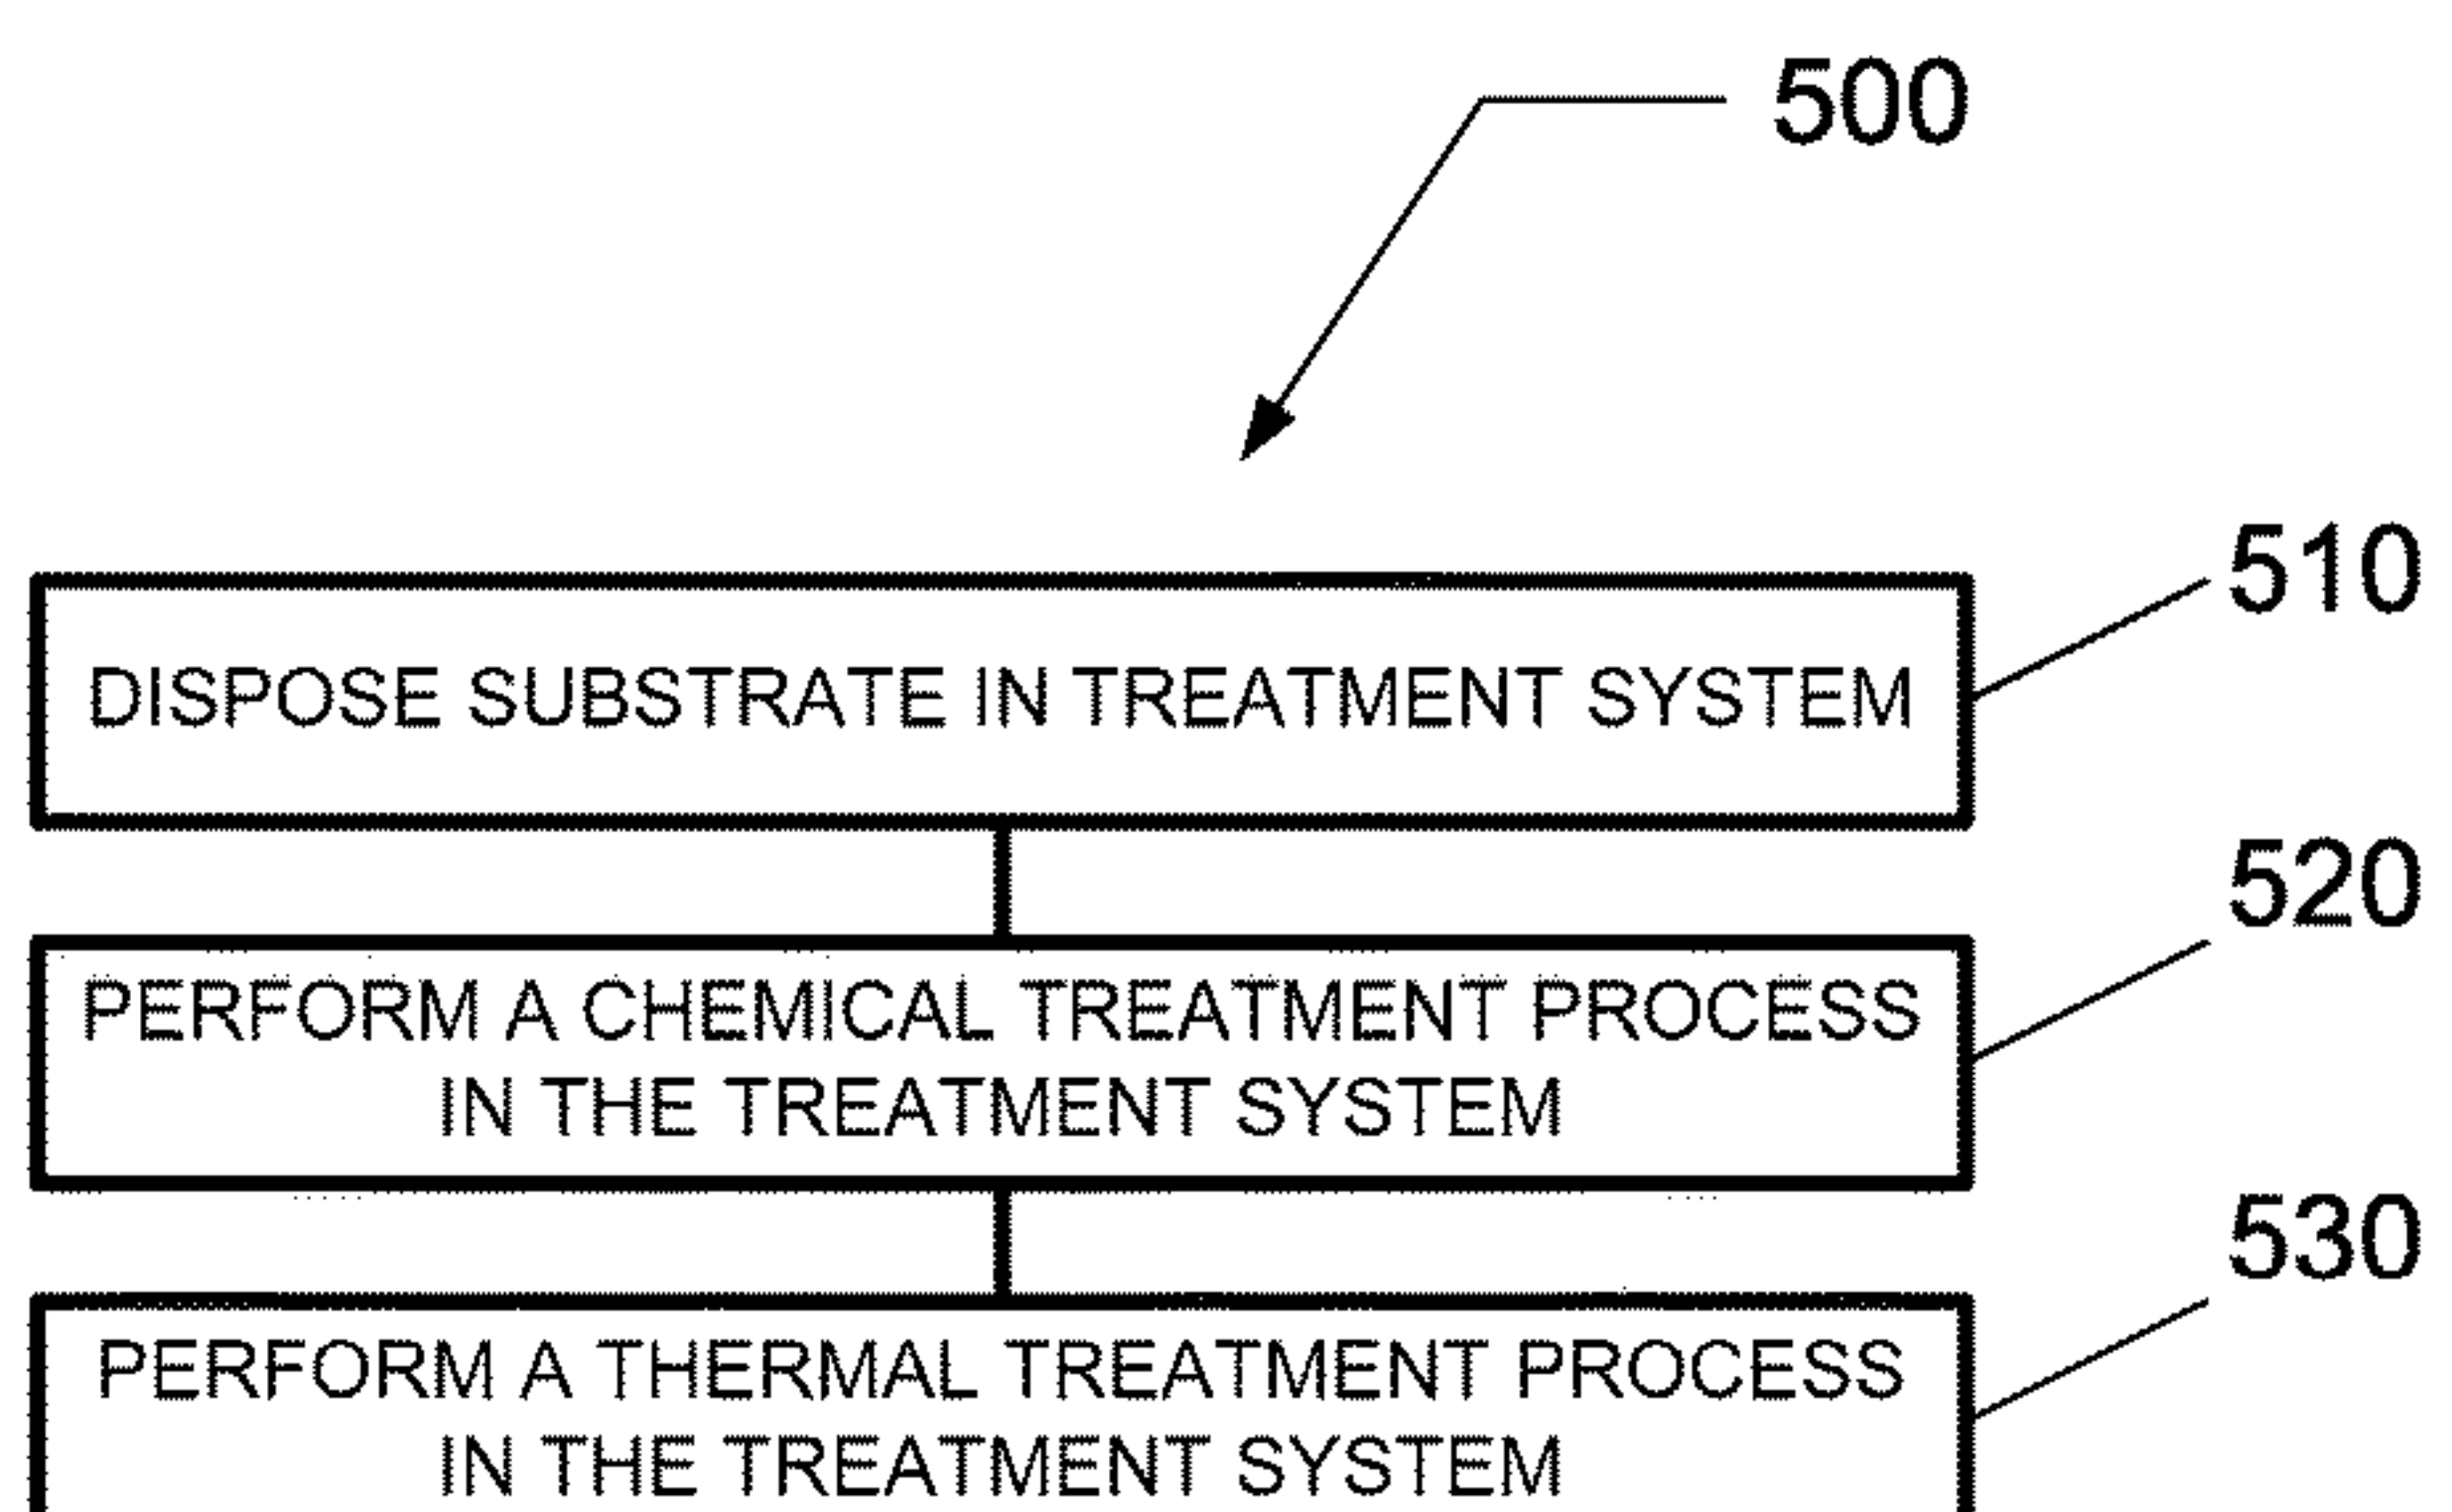 500
510
DISPOSE SUBSTRATE IN TREATMENT SYSTEM
520
PERFORM A CHEMICAL TREATMENT PROCESS
IN THE TREATMENT SYSTEM
530
PERFORM A THERMAL TREATMENT PROCESS
IN THE TREATMENT SYSTEM